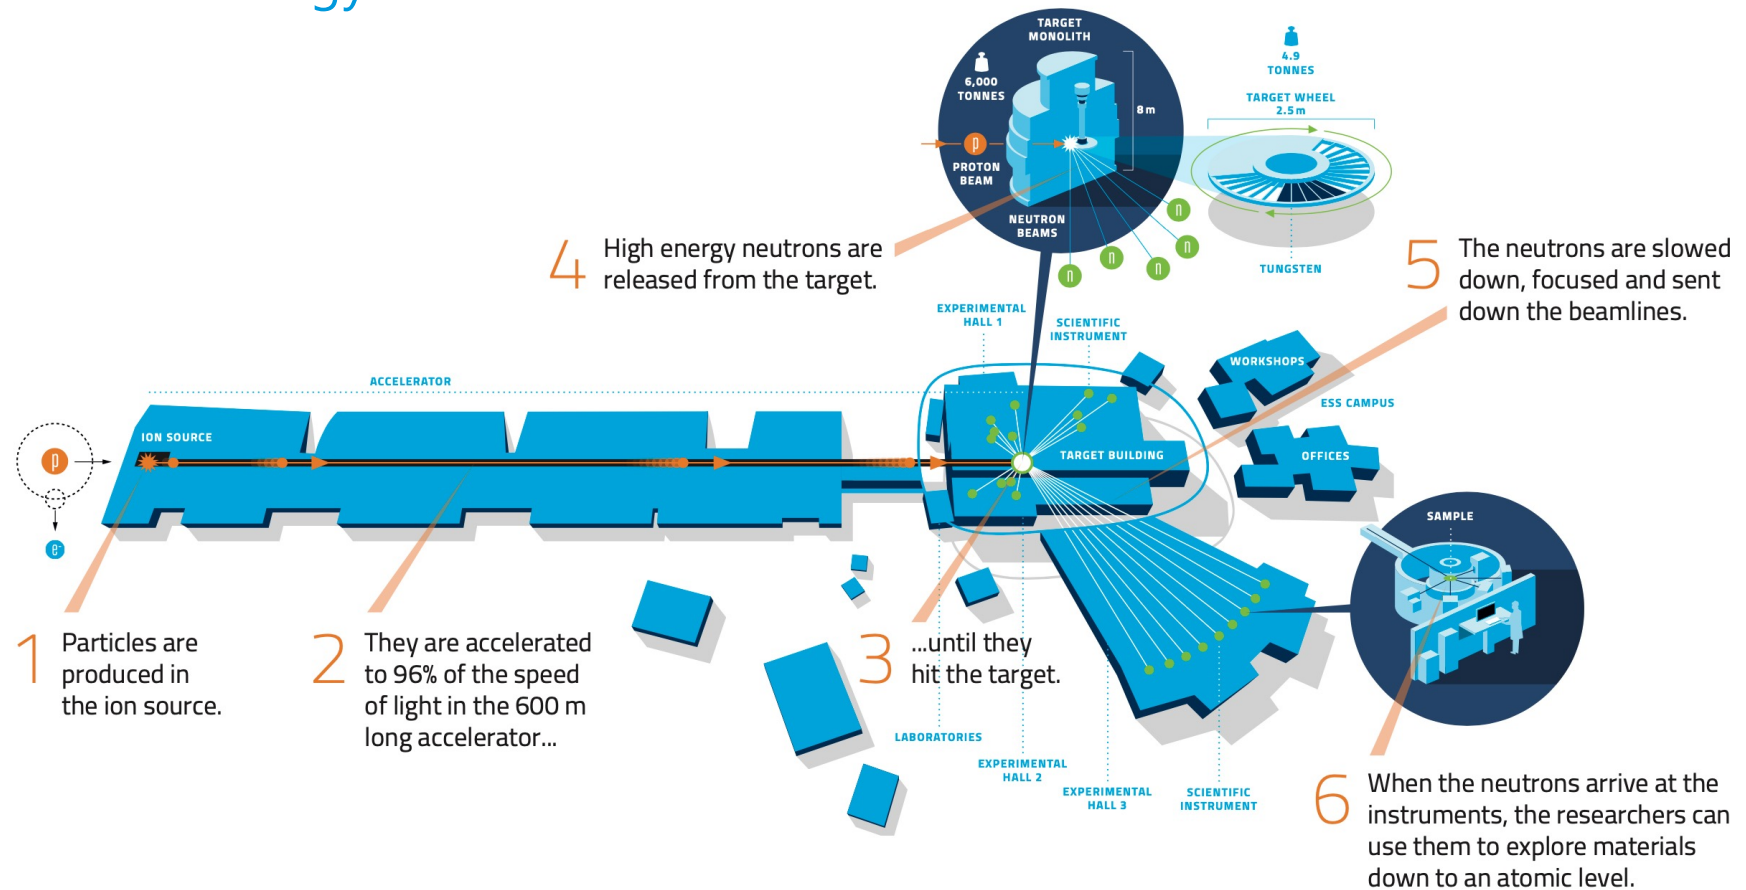 gy
TARGET
MONOLITH
6,000
TONNES
8 m
p
PROTON
BEAM
NEUTRON
BEAMS
n
n
n
n
n
4.9
TONNES
TARGET WHEEL
2.5 m
TUNGSTEN
4
High energy neutrons are
released from the target.
5
The neutrons are slowed
down, focused and sent
down the beamlines.
EXPERIMENTAL
HALL 1
SCIENTIFIC
INSTRUMENT
WORKSHOPS
ESS CAMPUS
OFFICES
ACCELERATOR
ION SOURCE
p
e-
TARGET BUILDING
SAMPLE
1
Particles are
produced in
the ion source.
2
They are accelerated
to 96% of the speed
of light in the 600 m
long accelerator...
3
...until they
hit the target.
LABORATORIES
EXPERIMENTAL
HALL 2
EXPERIMENTAL
HALL 3
SCIENTIFIC
INSTRUMENT
6
When the neutrons arrive at the
instruments, the researchers can
use them to explore materials
down to an atomic level.